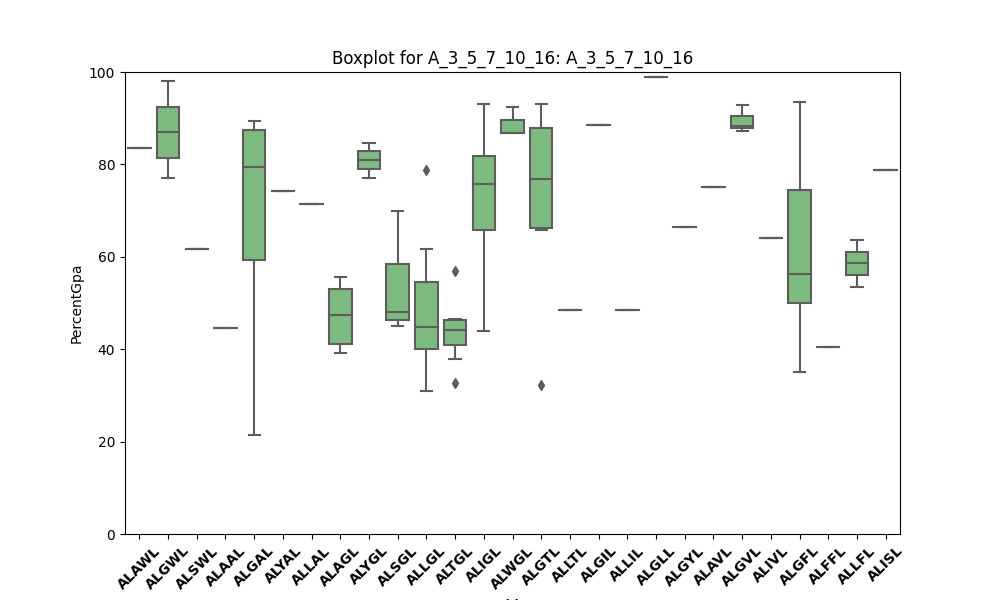 Boxplot for A_3_5_7_10_16: A_3_5_7_10_16
100
80
60
40
20
0
PercentGpa
ALAWL ALGWL ALSWL ALAAL ALGAL ALYAL ALLAL ALAGL ALYGL ALSGL ALLGL ALTGL ALIGL ALWGL ALGTL ALLTL ALGIL ALLIL ALGLL ALGYL ALAVL ALGVL ALIVL ALGFL ALFFL ALLFL ALISL